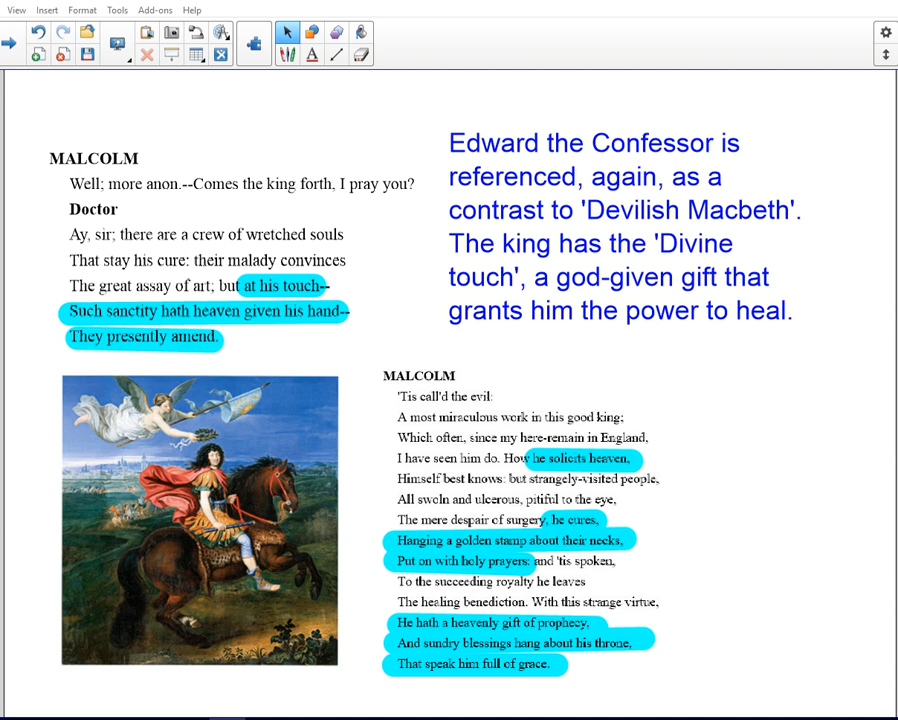 View Insert Format Tools Add-ons Help
MALCOLM
Well; more anon.--Comes the king forth, I pray you?
Doctor
Ay, sir; there are a crew of wretched souls
That stay his cure: their malady convinces
The great assay of art; but at his touch--
Such sanctity hath heaven given his hand--
They presently amend.
Edward the Confessor is
referenced, again, as a
contrast to 'Devilish Macbeth'.
The king has the 'Divine
touch', a god-given gift that
grants him the power to heal.
MALCOLM
'Tis call'd the evil:
A most miraculous work in this good king;
Which often, since my here-remain in England,
I have seen him do. How he solicits heaven,
Himself best knows: but strangely-visited people,
All swoln and ulcerous, pitiful to the eye,
The mere despair of surgery, he cures,
Hanging a golden stamp about their necks,
Put on with holy prayers: and 'tis spoken,
To the succeeding royalty he leaves
The healing benediction. With this strange virtue,
He hath a heavenly gift of prophecy,
And sundry blessings hang about his throne,
That speak him full of grace.